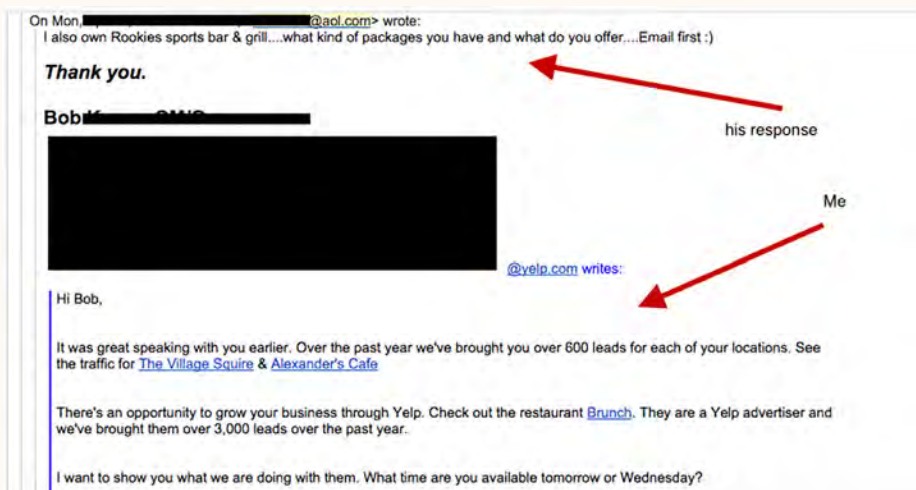 On Mon, @aol.com> wrote:
I also own Rookies sports bar & grill....what kind of packages you have and what do you offer....Email first :)
Thank you.
Bob
his response
Me
@yelp.com writes:
Hi Bob,
It was great speaking with you earlier. Over the past year we've brought you over 600 leads for each of your locations. See
the traffic for The Village Squire & Alexander's Cafe
There's an opportunity to grow your business through Yelp. Check out the restaurant Brunch. They are a Yelp advertiser and
we've brought them over 3,000 leads over the past year.
I want to show you what we are doing with them. What time are you available tomorrow or Wednesday?